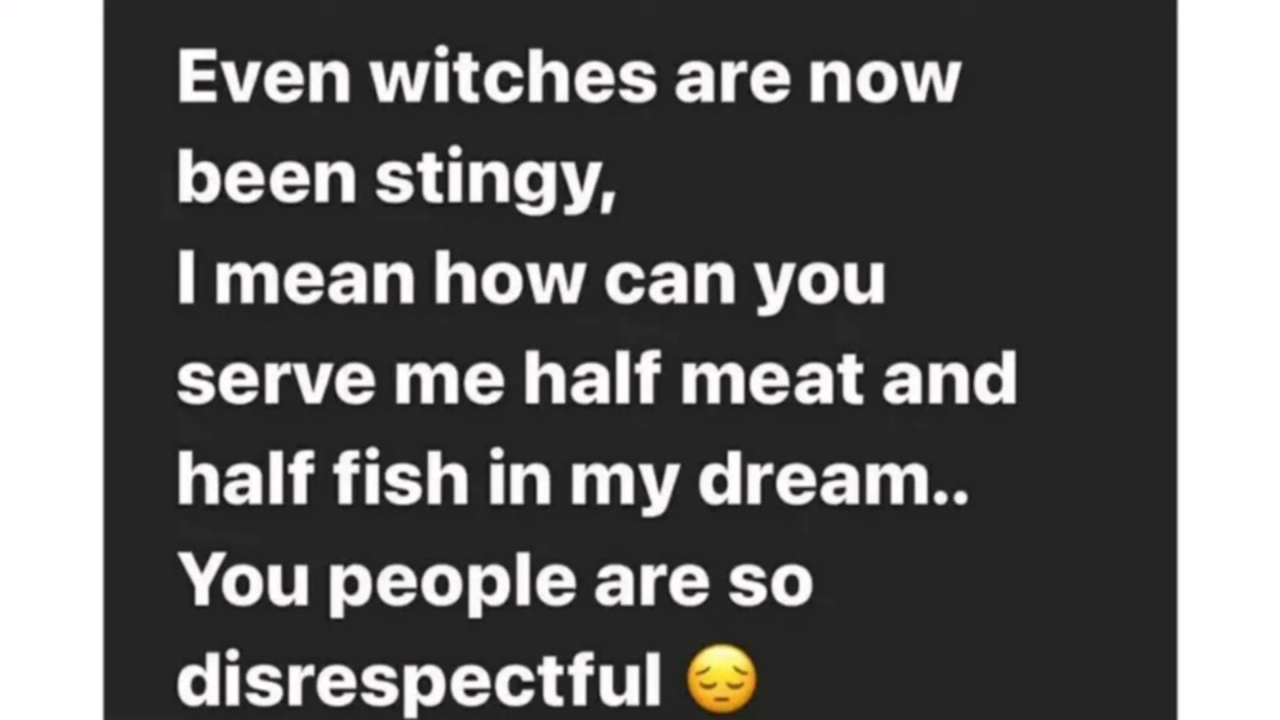 Even witches are now
been stingy,
I mean how can you
serve me half meat and
half fish in my dream..
You people are so
disrespectful 😔